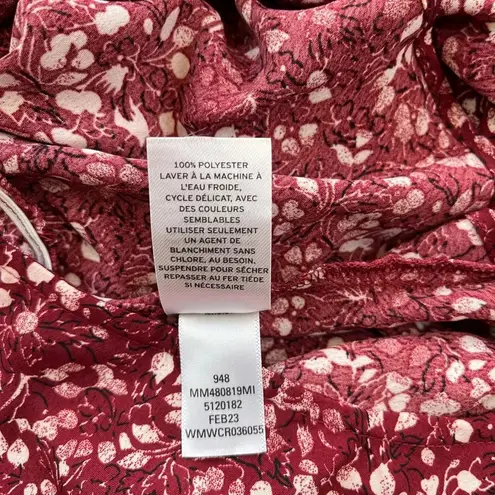 100% POLYESTER
LAVER À LA MACHINE À
L'EAU FROIDE,
CYCLE DÉLICAT, AVEC
DES COULEURS
SEMBLABLES
UTILISER SEULEMENT
UN AGENT DE
BLANCHIMENT SANS
CHLORE, AU BESOIN,
SUSPENDRE POUR SÉCHER
REPASSER AU FER TIÈDE
SI NÉCESSAIRE
948
MM480819MI
5120182
FEB23
WMWCR036055